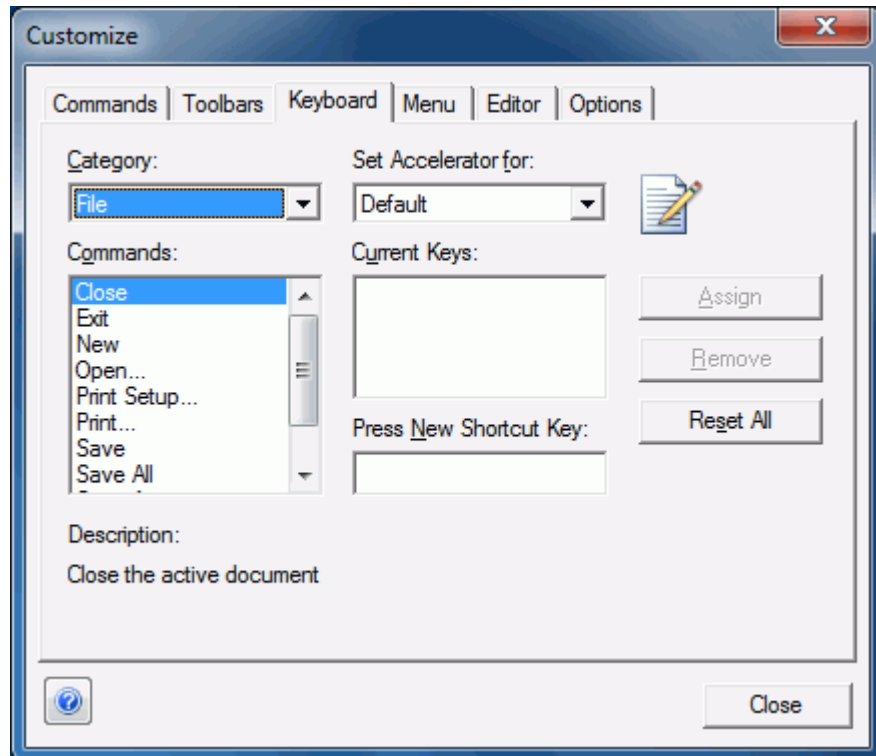 Customize
Commands Toolbars Keyboard Menu Editor Options
Category: Set Accelerator for:
File Default
Commands: Current Keys:
Close
Exit
New
Open...
Print Setup...
Print...
Save
Save All
Assign
Remove
Reset All
Press New Shortcut Key:
Description:
Close the active document
Close